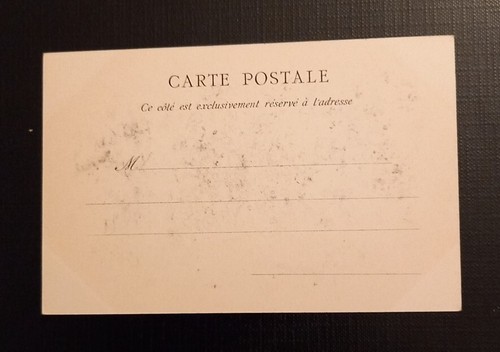 CARTE POSTALE
Ce côté est exclusivement réservé à l'adresse
M